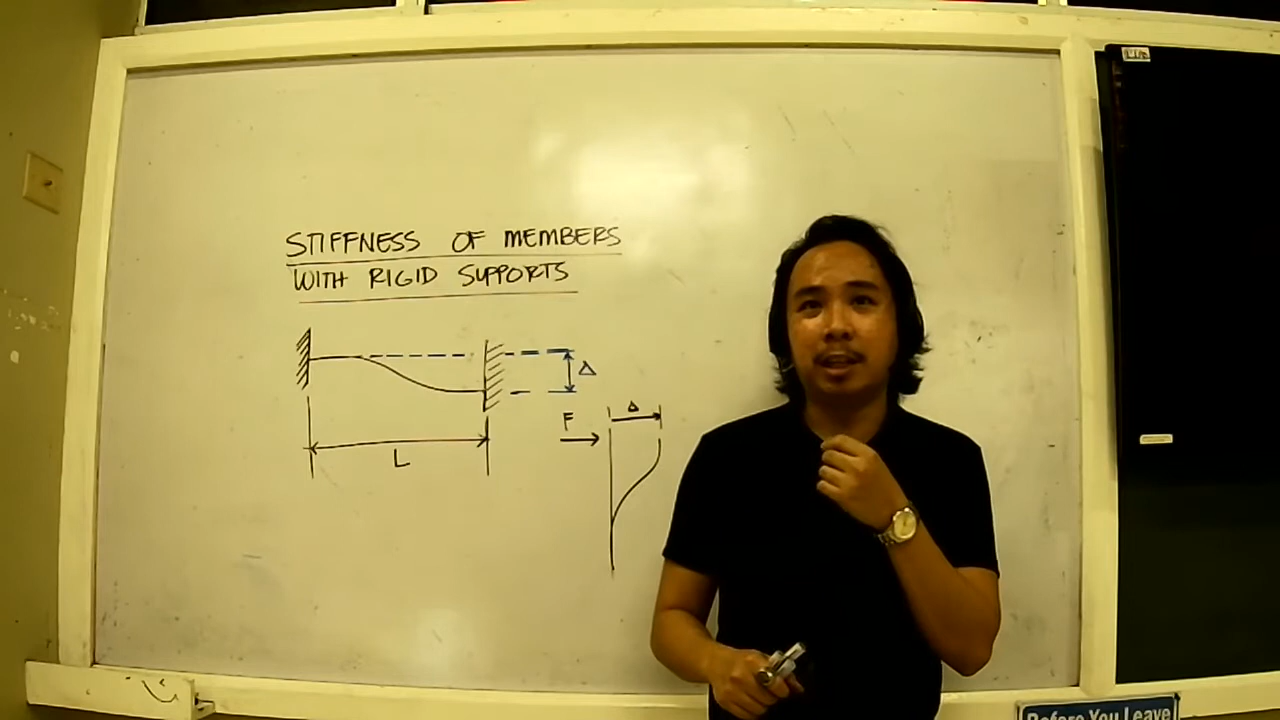 STIFFNESS OF MEMBERS
WITH RIGID SUPPORTS
Δ
Δ
F
L
Before You Leave